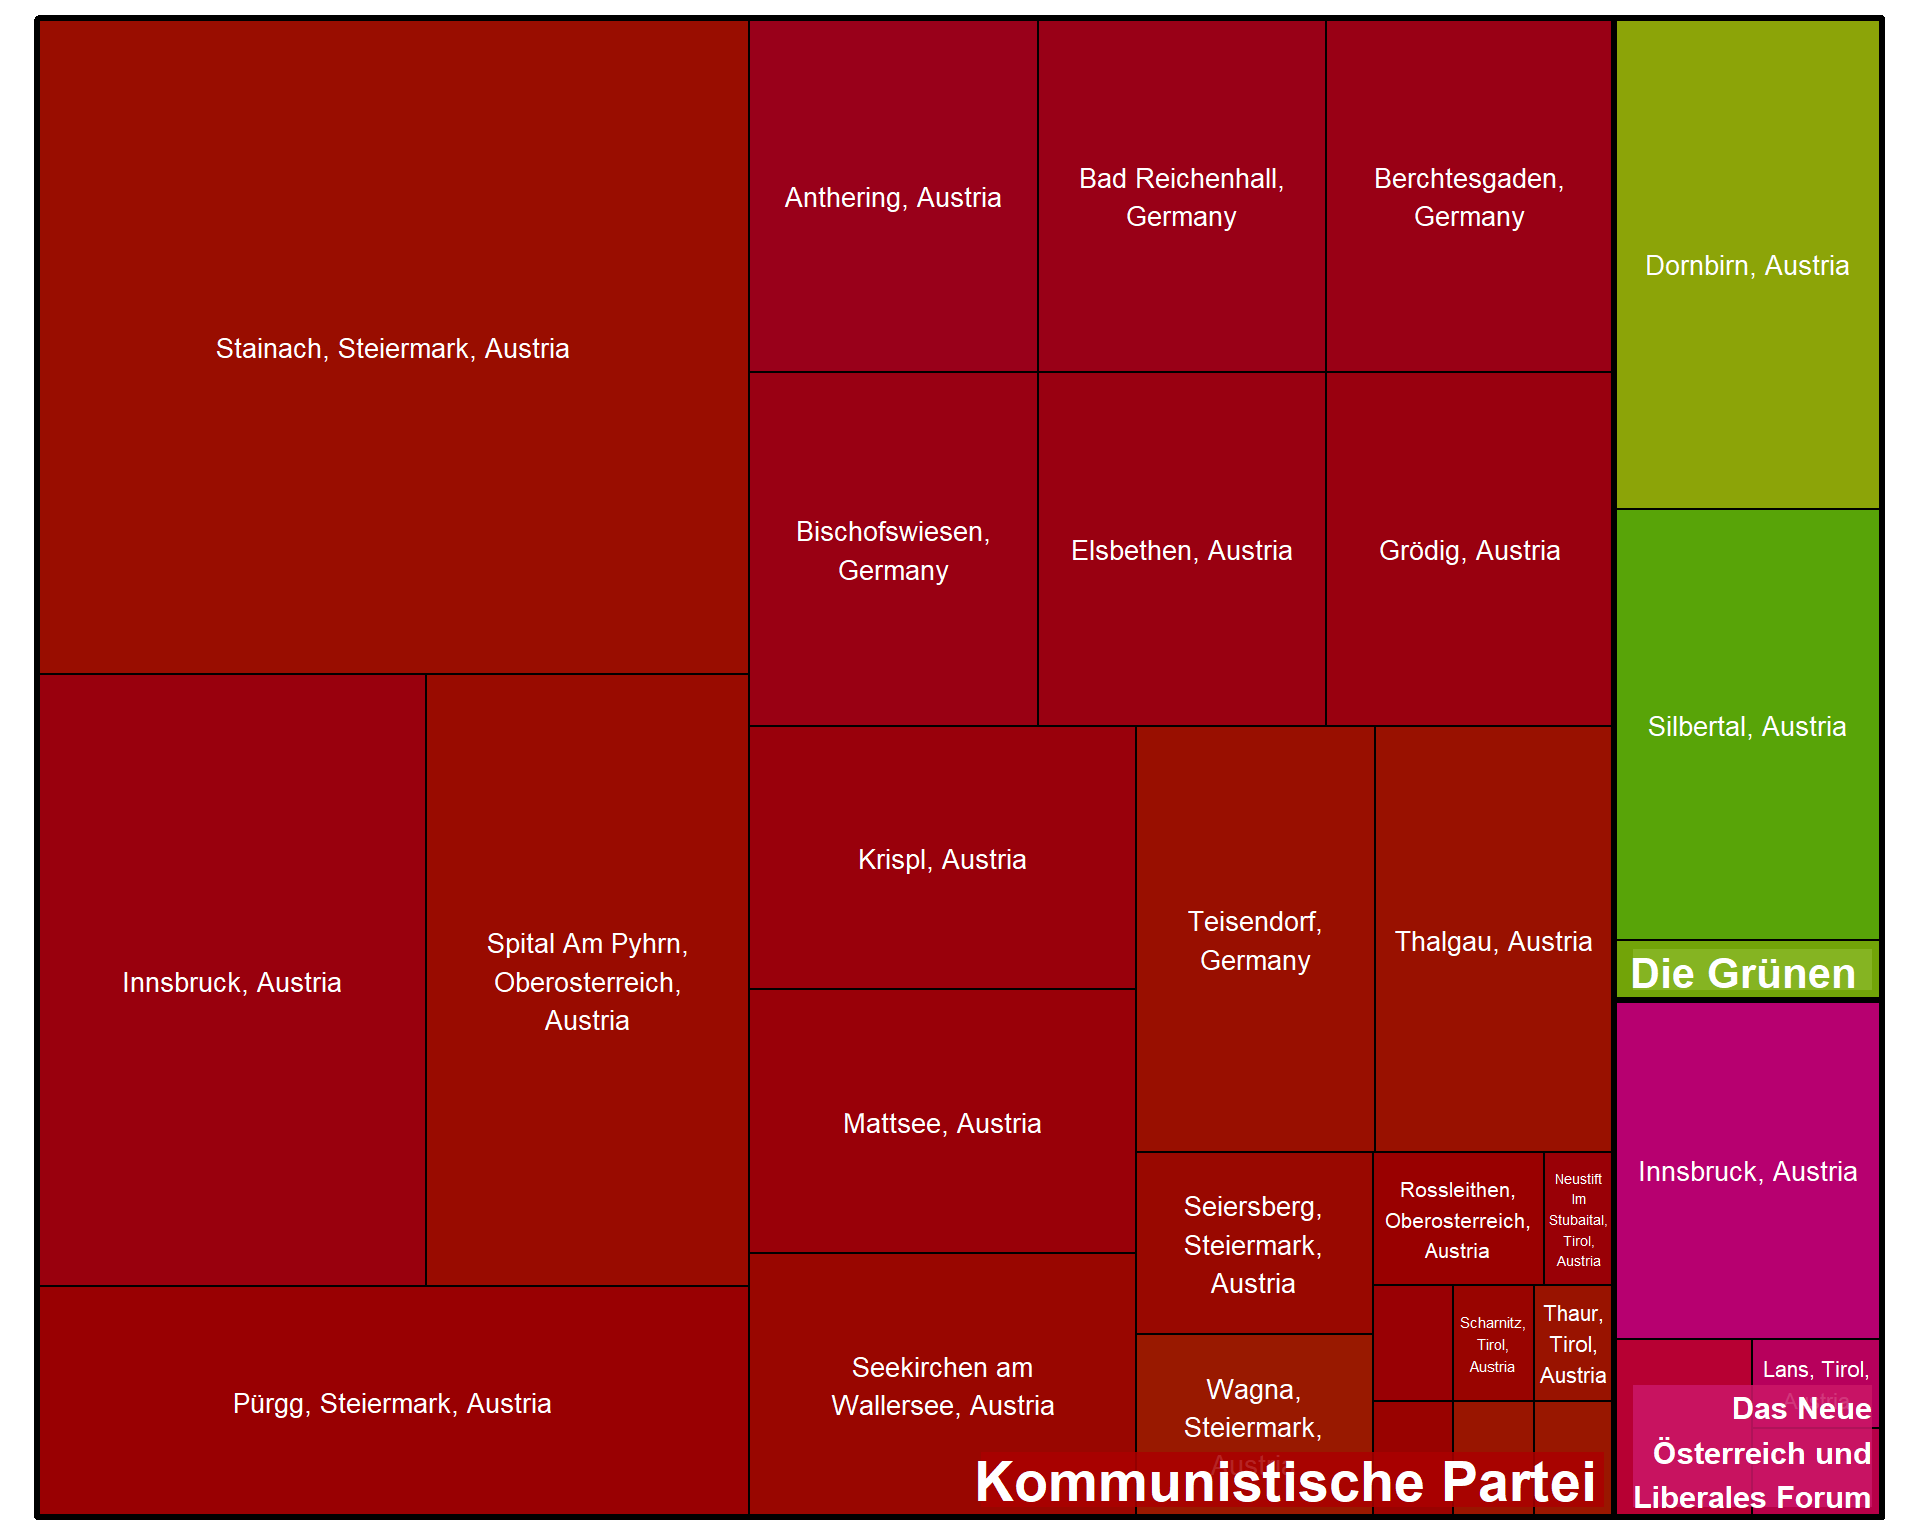 Stainach, Steiermark, Austria
Innsbruck, Austria
Spital Am Pyhrn,
Oberosterreich,
Austria
Pürgg, Steiermark, Austria
Anthering, Austria
Bad Reichenhall,
Germany
Berchtesgaden,
Germany
Bischofswiesen,
Germany
Elsbethen, Austria
Grödig, Austria
Krispl, Austria
Mattsee, Austria
Seekirchen am
Wallersee, Austria
Teisendorf,
Germany
Thalgau, Austria
Seiersberg,
Steiermark,
Austria
Wagna,
Steiermark,
Austria
Rossleithen,
Oberosterreich,
Austria
Neustift
Im
Stubaital,
Tirol,
Austria
Scharnitz,
Tirol,
Austria
Thaur,
Tirol,
Austria
Kommunistische Partei
Dornbirn, Austria
Silbertal, Austria
Die Grünen
Innsbruck, Austria
Lans, Tirol,
Austria
Das Neue
Österreich und
Liberales Forum